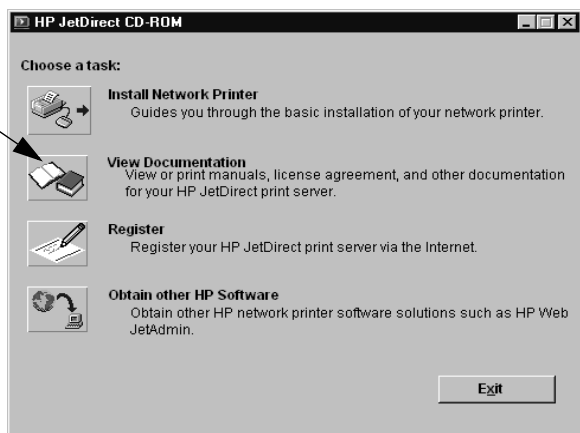 HP JetDirect CD-ROM
Choose a task:
Install Network Printer
Guides you through the basic installation of your network printer.
View Documentation
View or print manuals, license agreement, and other documentation
for your HP JetDirect print server.
Register
Register your HP JetDirect print server via the Internet.
Obtain other HP Software
Obtain other HP network printer software solutions such as HP Web
JetAdmin.
Exit